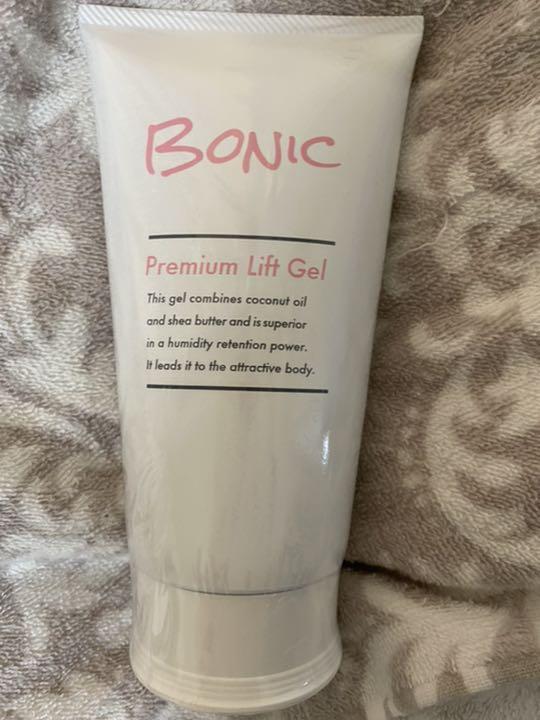 BONIC
Premium Lift Gel
This gel combines coconut oil
and shea butter and is superior
in a humidity retention power.
It leads it to the attractive body.